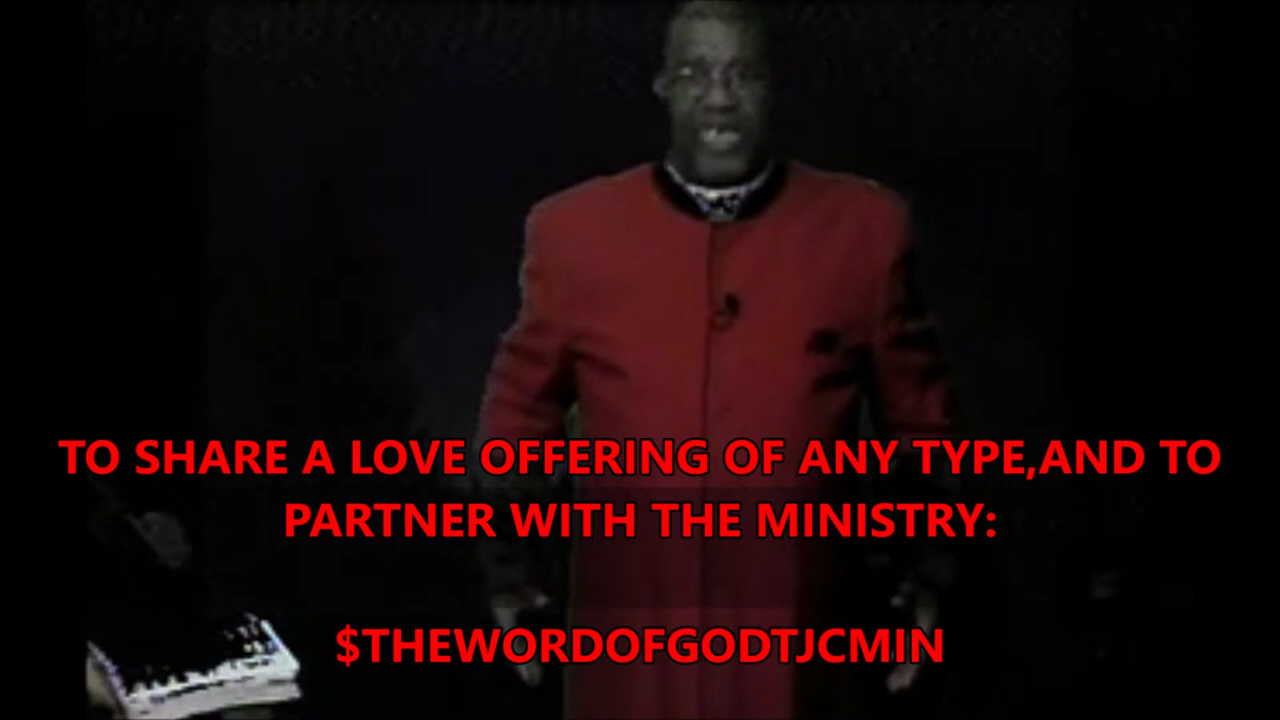 TO SHARE A LOVE OFFERING OF ANY TYPE,AND TO
PARTNER WITH THE MINISTRY:
$THEWORDOFGODTJCMIN